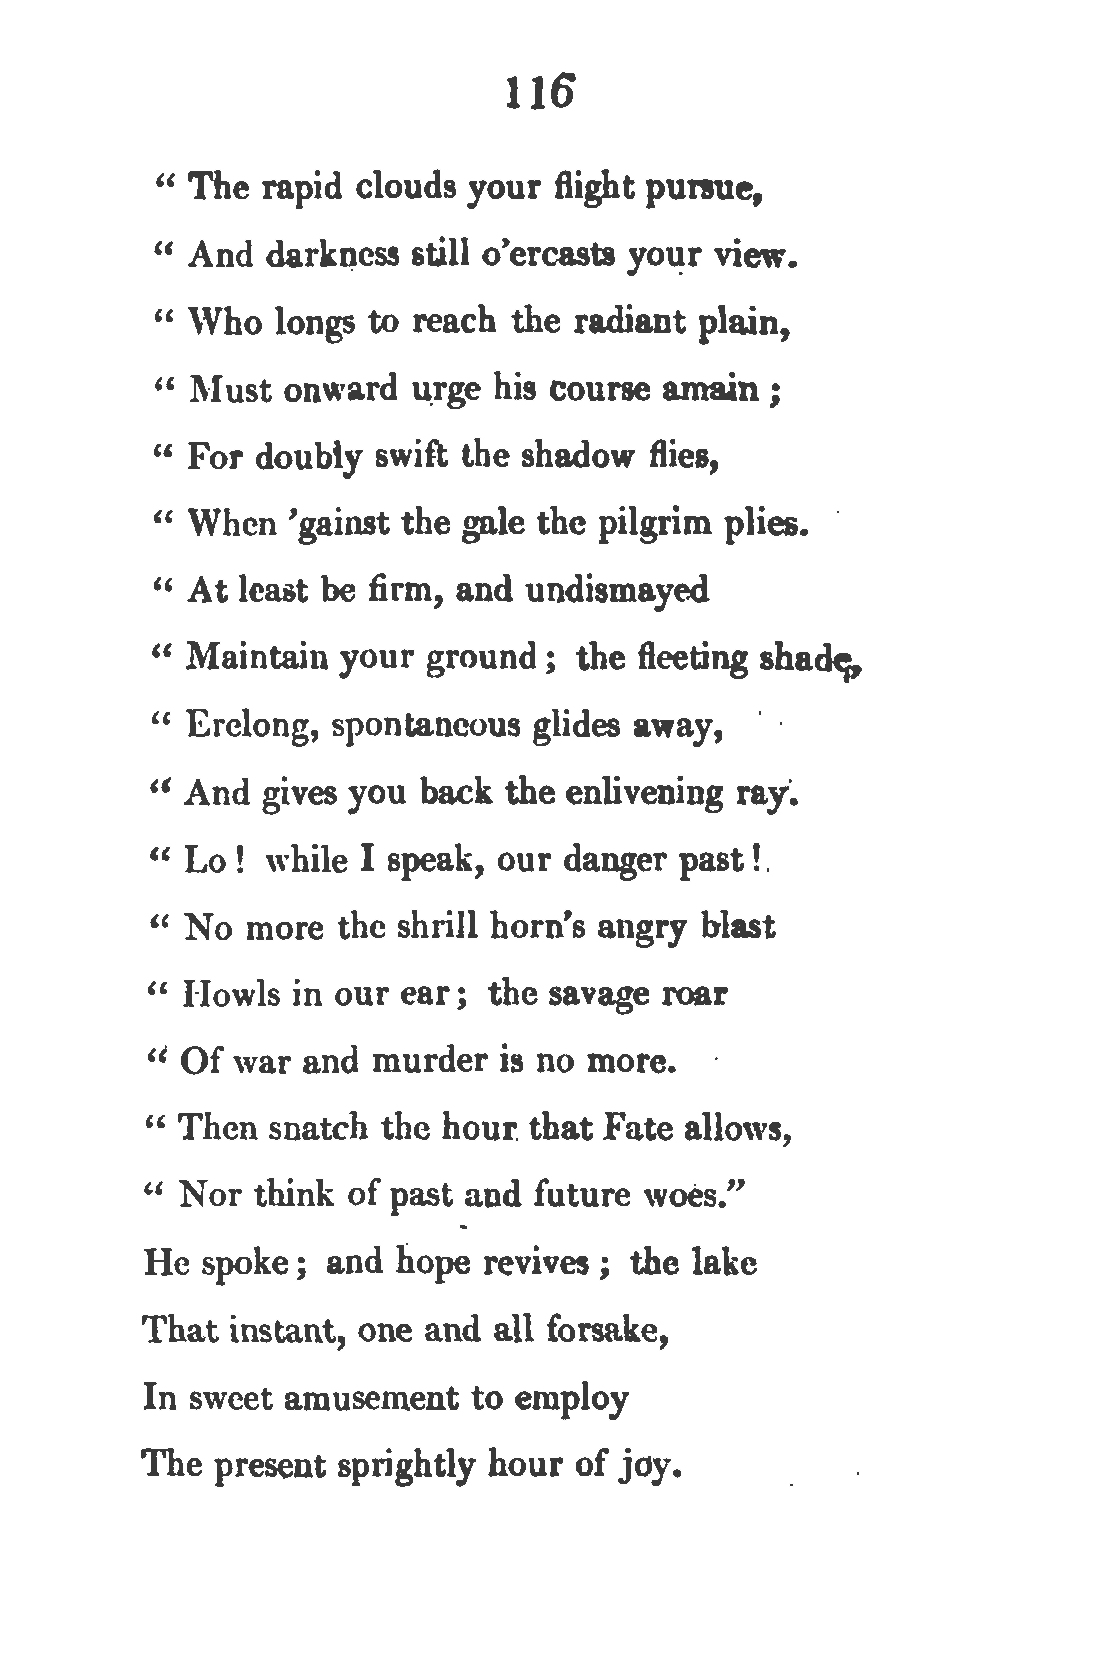 116
“ The rapid clouds your flight pursue,
“ And darkness still o’ercasts your view.
“ Who longs to reach the radiant plain,
“ Must onward urge his course amain ;
“ For doubly swift the shadow flies,
“ When ’gainst the gale the pilgrim plies.
“ At least be firm, and undismayed
“ Maintain your ground ; the fleeting shade,
“ Erelong, spontaneous glides away,
“ And gives you back the enlivening ray.
“ Lo ! while I speak, our danger past !
“ No more the shrill horn’s angry blast
“ Howls in our ear ; the savage roar
“ Of war and murder is no more.
“ Then snatch the hour that Fate allows,
“ Nor think of past and future woes.”
He spoke ; and hope revives ; the lake
That instant, one and all forsake,
In sweet amusement to employ
The present sprightly hour of joy.